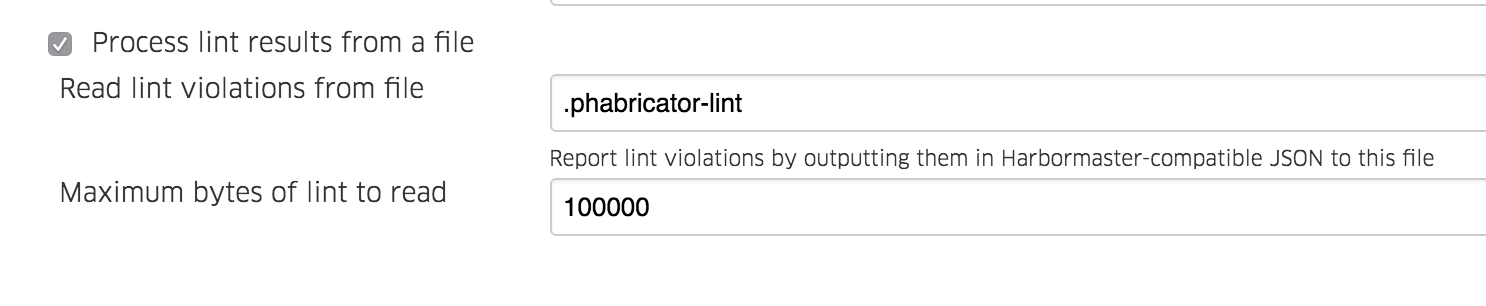 Process lint results from a file
Read lint violations from file
.phabricator-lint
Report lint violations by outputting them in Harbormaster-compatible JSON to this file
Maximum bytes of lint to read
100000